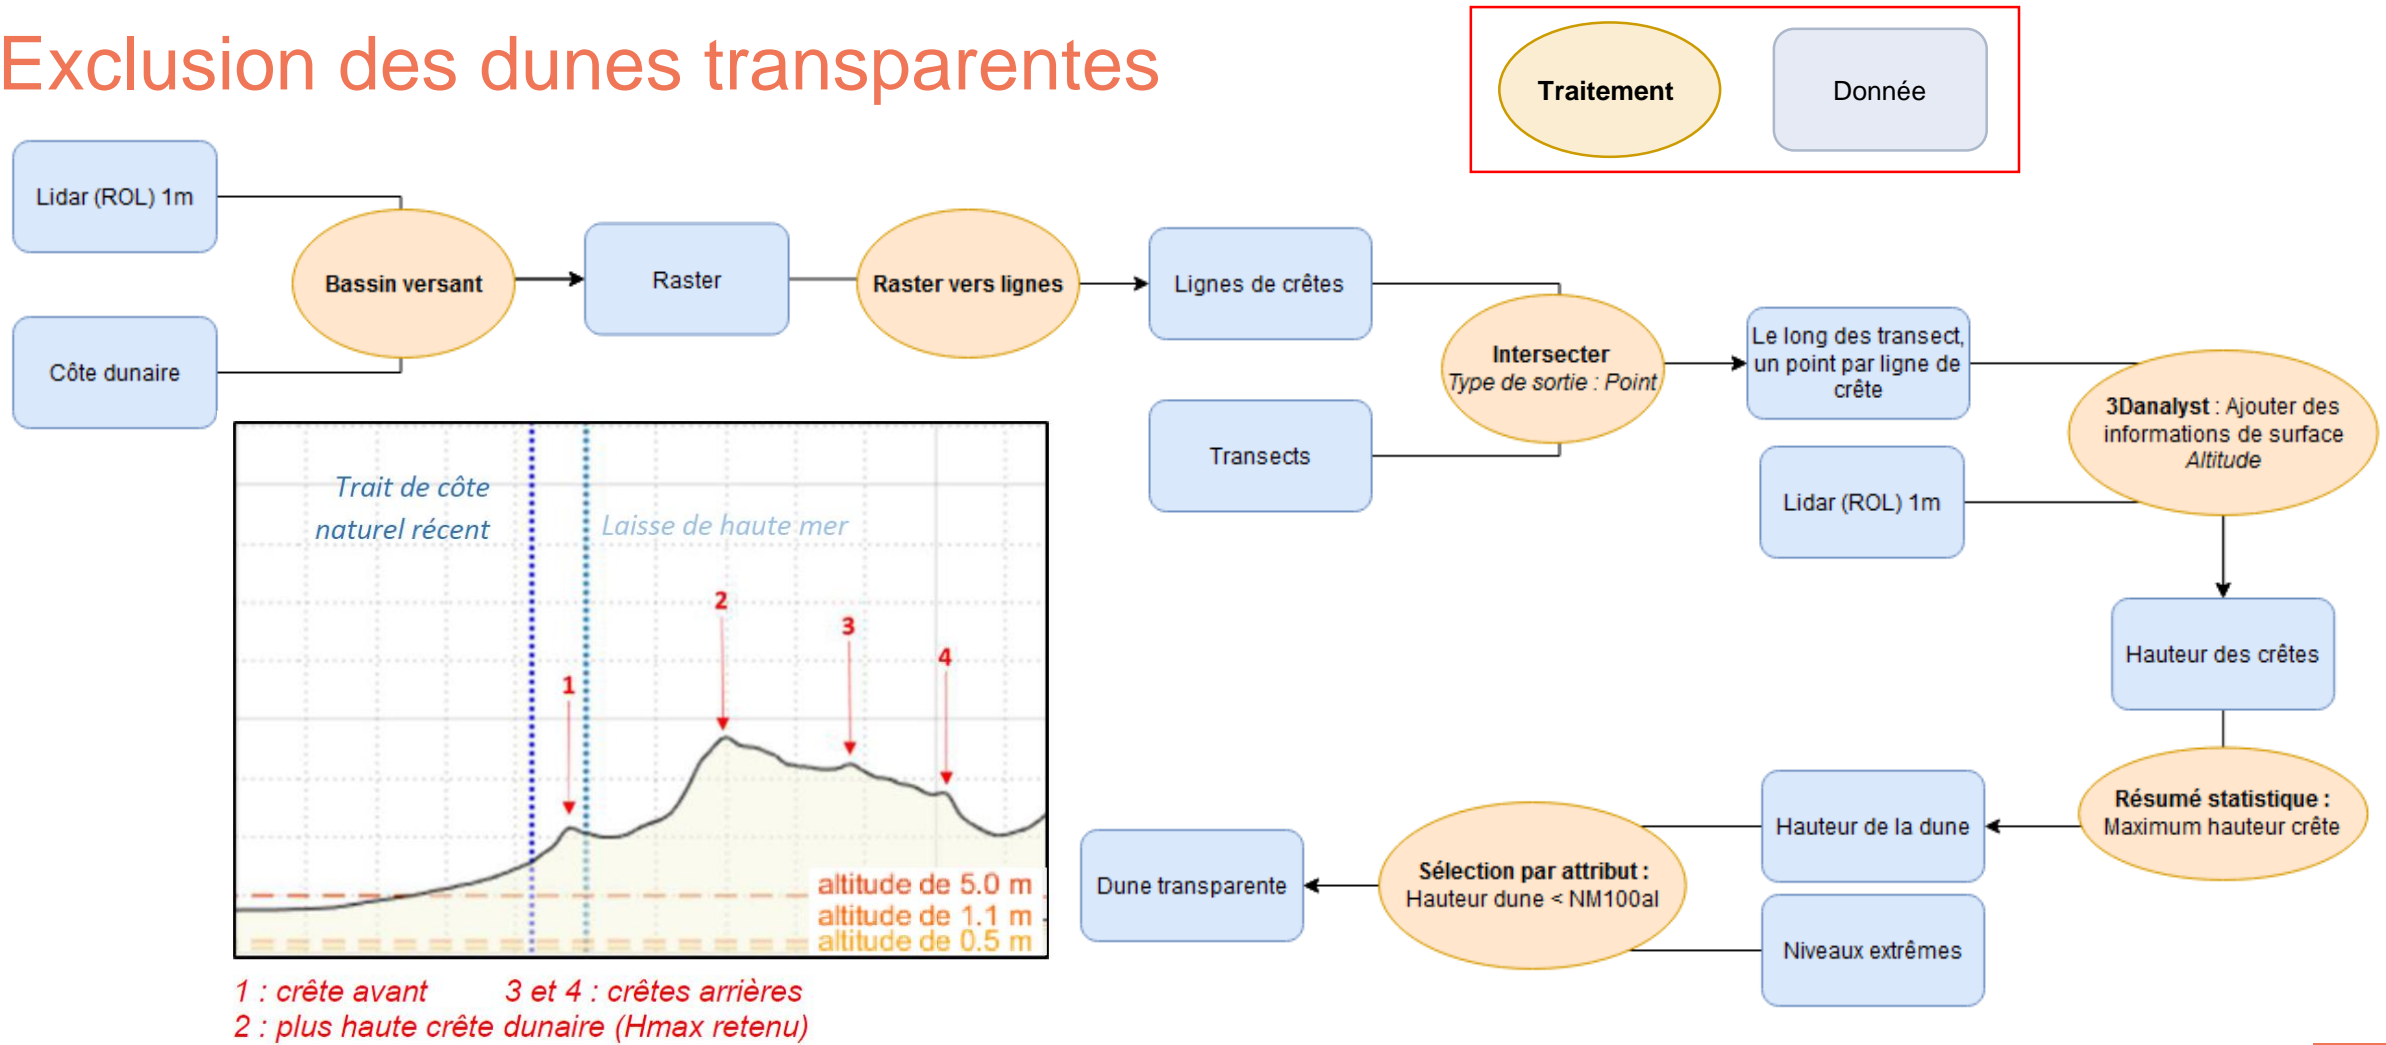 Exclusion des dunes transparentes
Traitement
Donnée
Lidar (ROL) 1m
Côte dunaire
Bassin versant
Raster
Raster vers lignes
Lignes de crêtes
Transects
Intersecter
Type de sortie : Point
Le long des transect,
un point par ligne de
crête
Lidar (ROL) 1m
3Danalyst : Ajouter des
informations de surface
Altitude
Hauteur des crêtes
Résumé statistique :
Maximum hauteur crête
Hauteur de la dune
Niveaux extrêmes
Sélection par attribut :
Hauteur dune < NM100al
Dune transparente
Trait de côte
naturel récent
Laisse de haute mer
1
2
3
4
altitude de 5.0 m
altitude de 1.1 m
altitude de 0.5 m
1 : crête avant 3 et 4 : crêtes arrières
2 : plus haute crête dunaire (Hmax retenu)